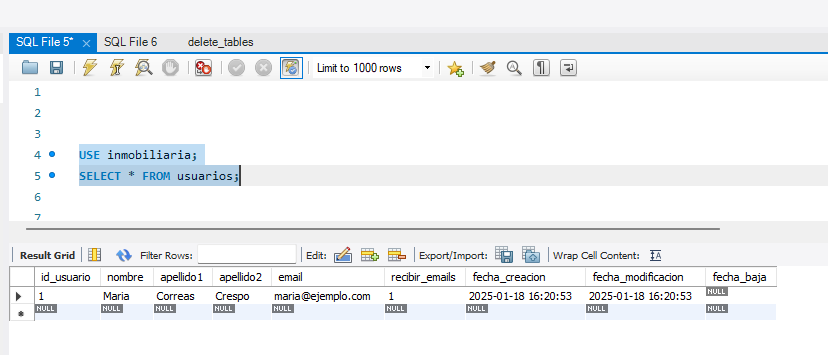 SQL File 5* SQL File 6 delete_tables
Limit to 1000 rows
1
2
3
4 USE inmobiliaria;
5 SELECT * FROM usuarios;
6
7
Result Grid Filter Rows: Edit: Export/Import: Wrap Cell Content:
id_usuario nombre apellido1 apellido2 email recibir_emails fecha_creacion fecha_modificacion fecha_baja
1 Maria Correas Crespo maria@ejemplo.com 1 2025-01-18 16:20:53 2025-01-18 16:20:53 NULL
NULL NULL NULL NULL NULL NULL NULL NULL NULL